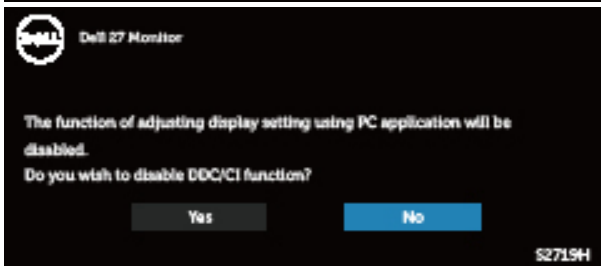 DELL
Dell 27 Monitor
The function of adjusting display setting using PC application will be
disabled.
Do you wish to disable DDC/CI function?
Yes
No
S2719H